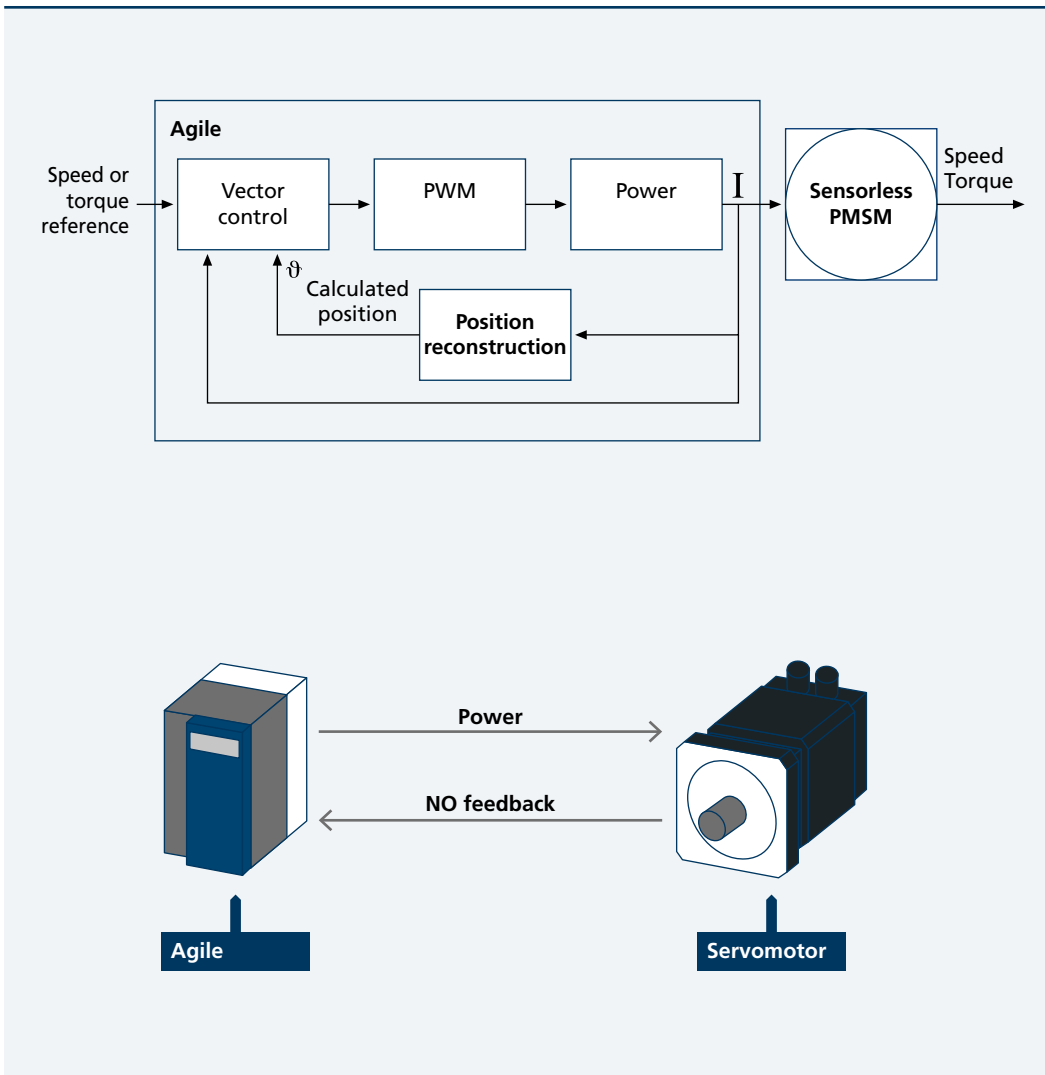 Agile
Speed or
torque
reference
Vector
control
PWM
Power
I
Sensorless
PMSM
Speed
Torque
ϑ
Calculated
position
Position
reconstruction
Power
NO feedback
Agile
Servomotor